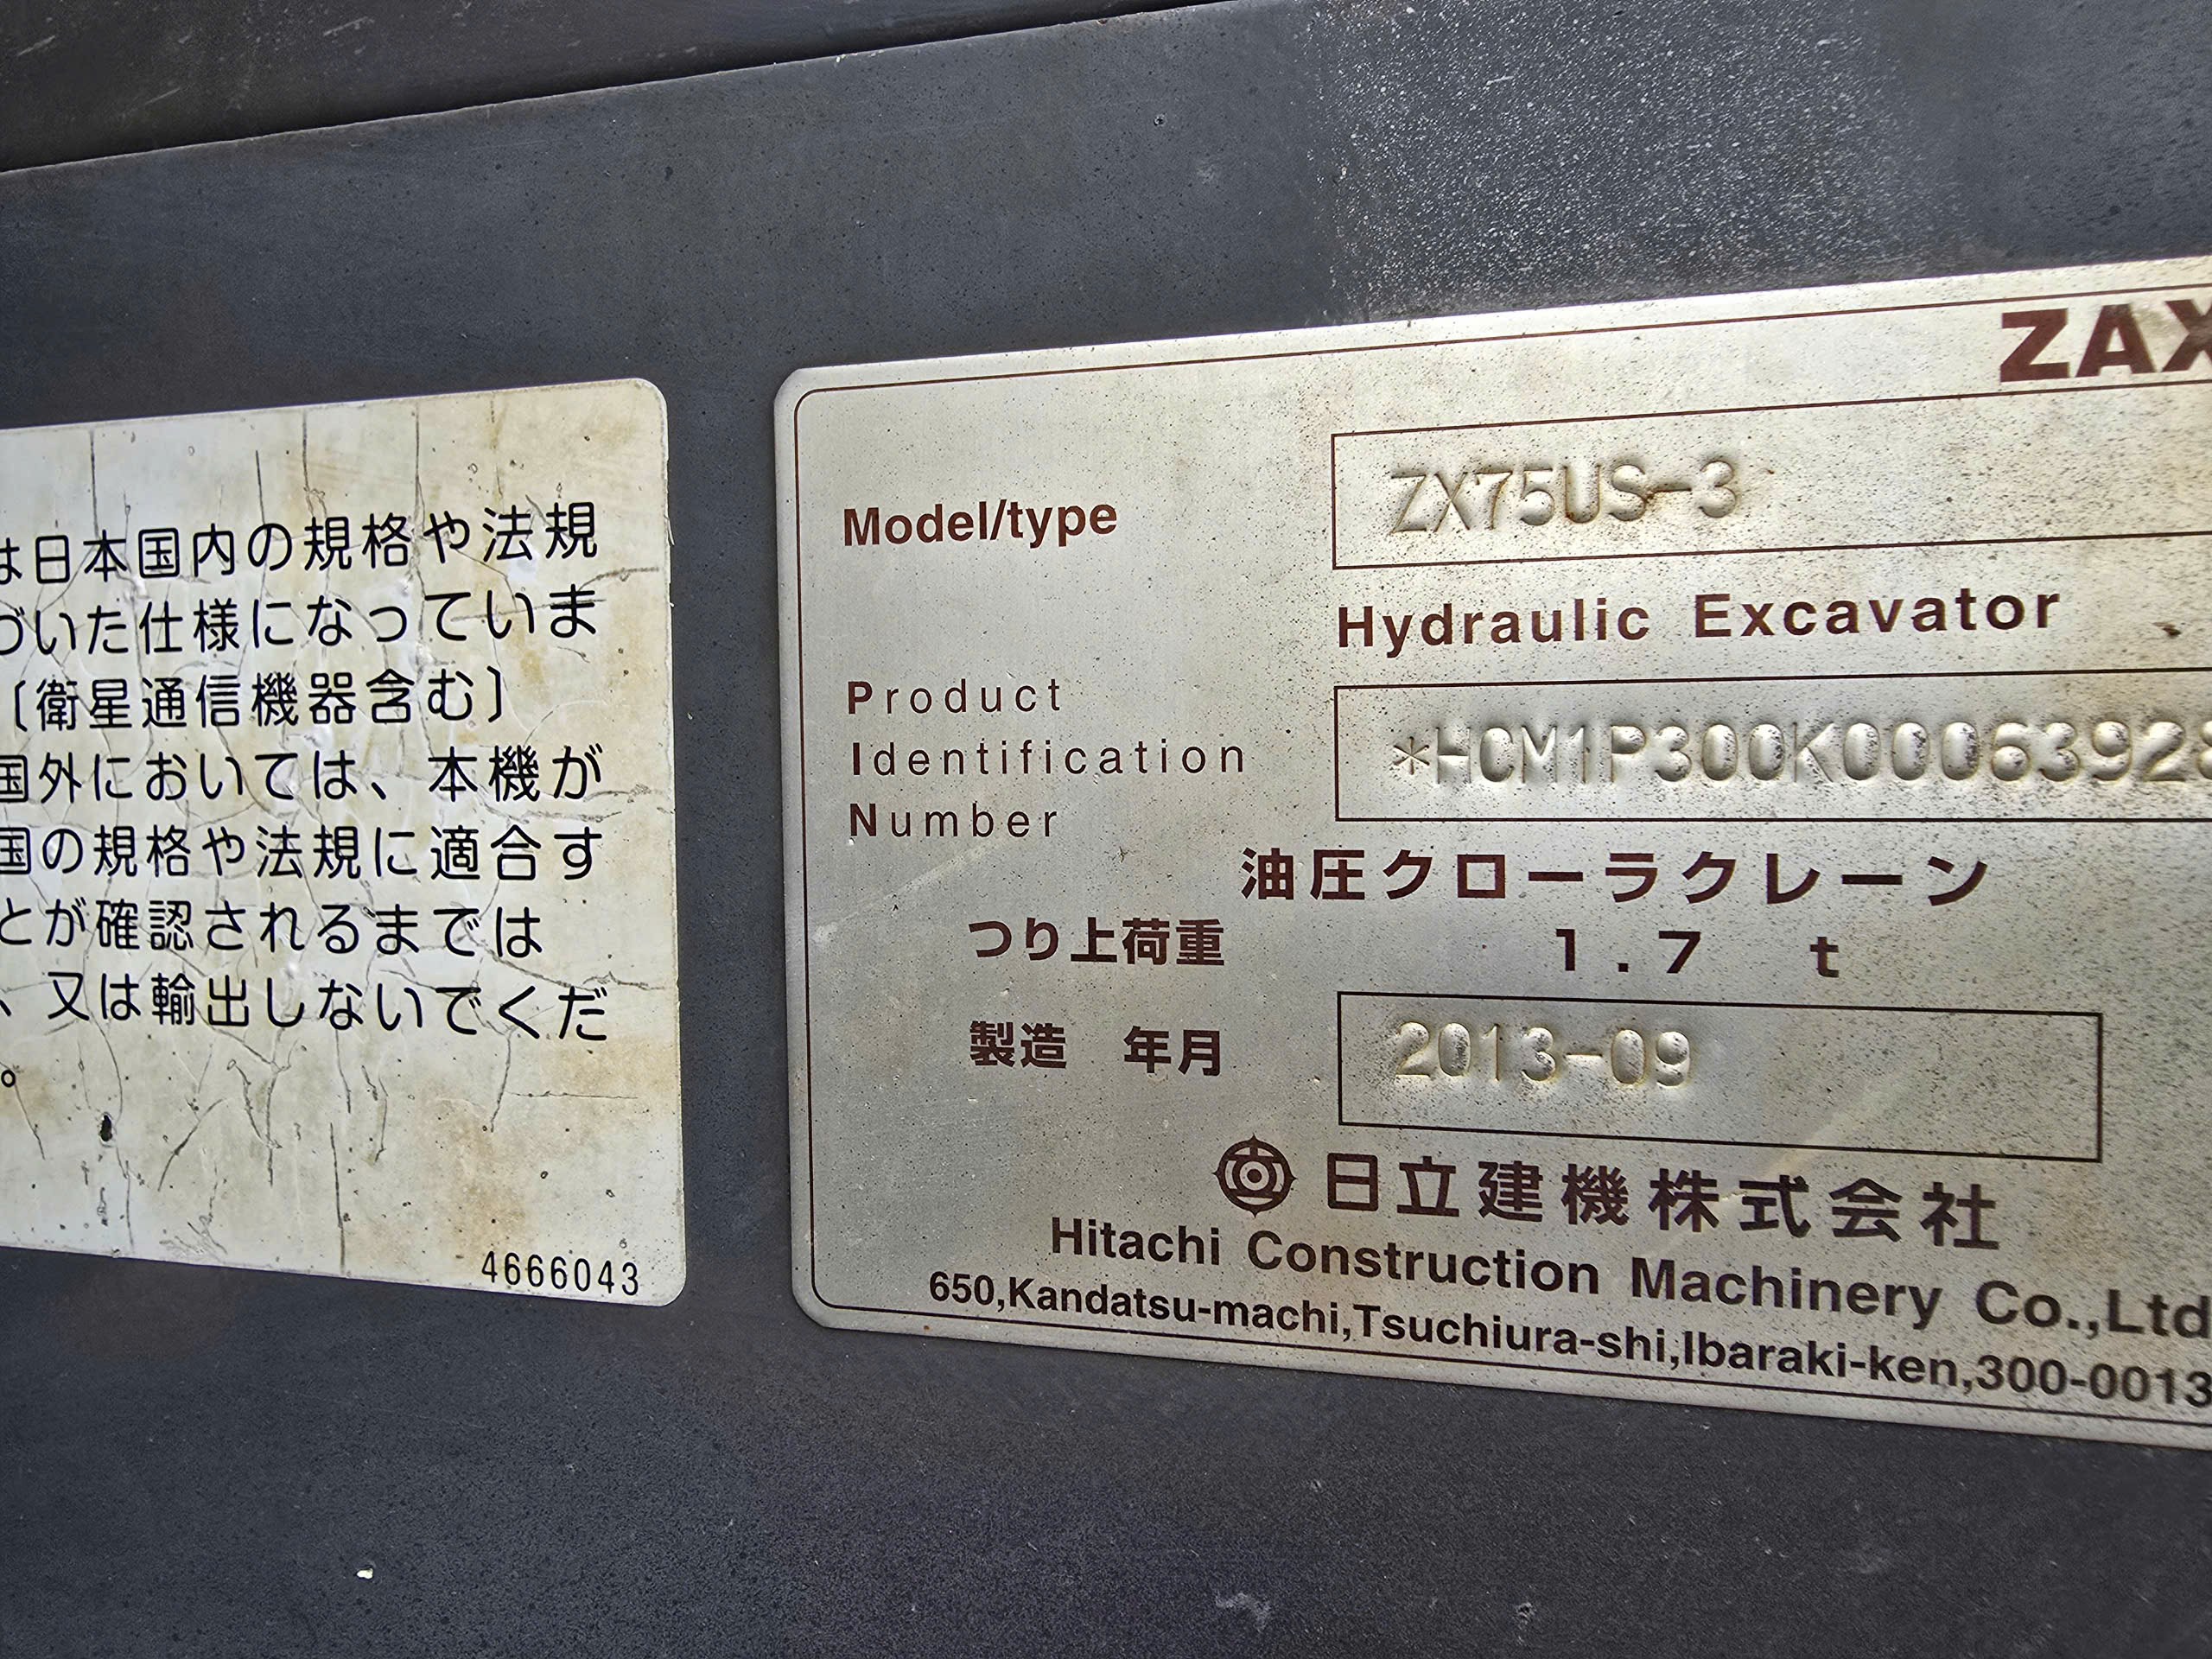 は日本国内の規格や法規
づいた仕様になっていま
〔衛星通信機器含む〕
国外においては、本機が
国の規格や法規に適合す
とが確認されるまでは
、又は輸出しないでくだ
。
4666043
ZAX
Model/type ZX75US-3
Hydraulic Excavator
Product
Identification
Number
*HCM1P300K00063928
油圧クローラクレーン
つり上荷重 1.7 t
製造 年月 2013-09
日立建機株式会社
Hitachi Construction Machinery Co.,Ltd
650,Kandatsu-machi,Tsuchiura-shi,Ibaraki-ken,300-0013